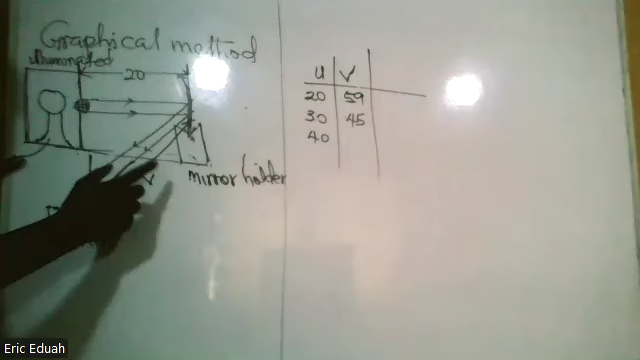 Graphical method
illuminated
20
V
mirror holder
u V
20 59
30 45
40
Eric Eduah